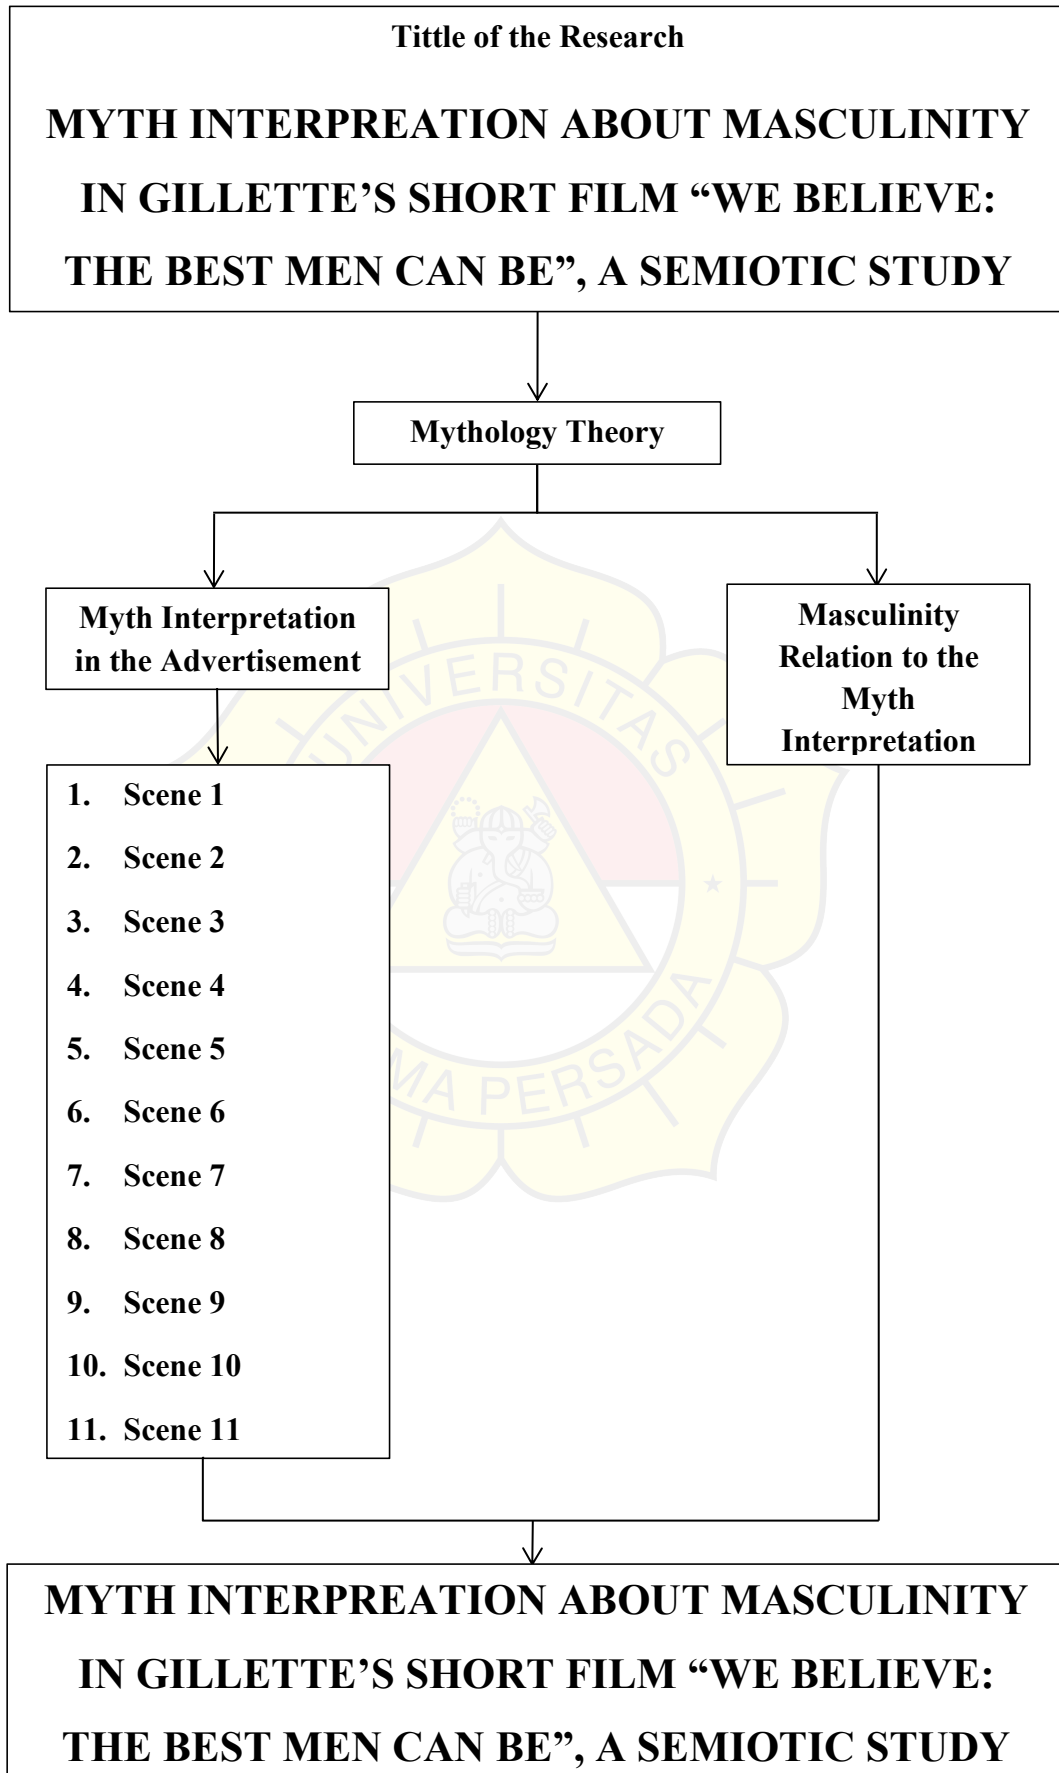 Tittle of the Research
MYTH INTERPREATION ABOUT MASCULINITY
IN GILLETTE’S SHORT FILM “WE BELIEVE:
THE BEST MEN CAN BE”, A SEMIOTIC STUDY
Mythology Theory
Myth Interpretation
in the Advertisement
Masculinity
Relation to the
Myth
Interpretation
1. Scene 1
2. Scene 2
3. Scene 3
4. Scene 4
5. Scene 5
6. Scene 6
7. Scene 7
8. Scene 8
9. Scene 9
10. Scene 10
11. Scene 11
UNIVERSITAS
MA PERSADA
MYTH INTERPREATION ABOUT MASCULINITY
IN GILLETTE’S SHORT FILM “WE BELIEVE:
THE BEST MEN CAN BE”, A SEMIOTIC STUDY